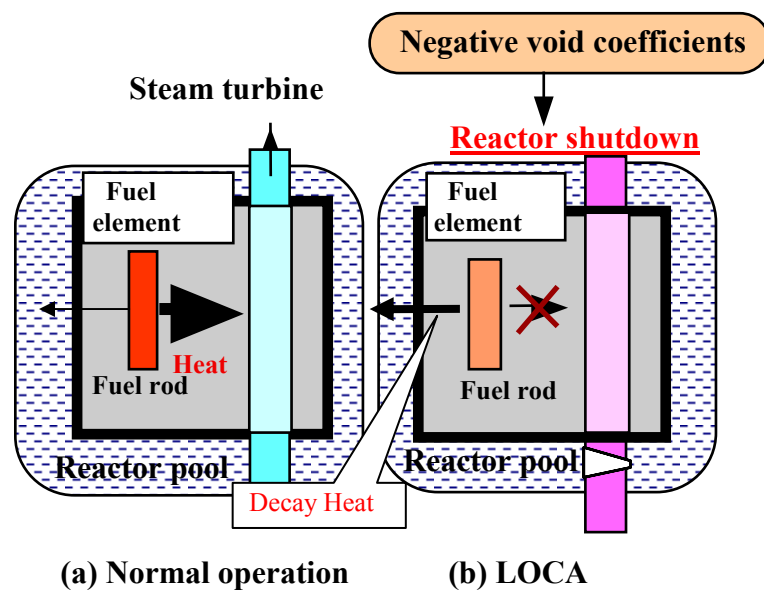 Negative void coefficients
Steam turbine
Reactor shutdown
Fuel
element
Heat
Fuel rod
Reactor pool
Fuel
element
Fuel rod
Reactor pool
Decay Heat
(a) Normal operation
(b) LOCA